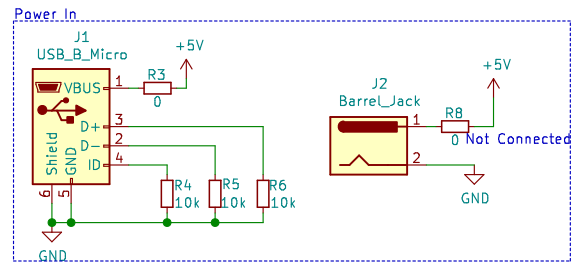 Power In
J1
USB_B_Micro
+5V
VBUS
1
R3
0
D+
3
D-
2
ID
4
Shield
GND
6
5
R4
10k
R5
10k
R6
10k
GND
J2
Barrel_Jack
+5V
1
R8
0
Not Connected
2
GND